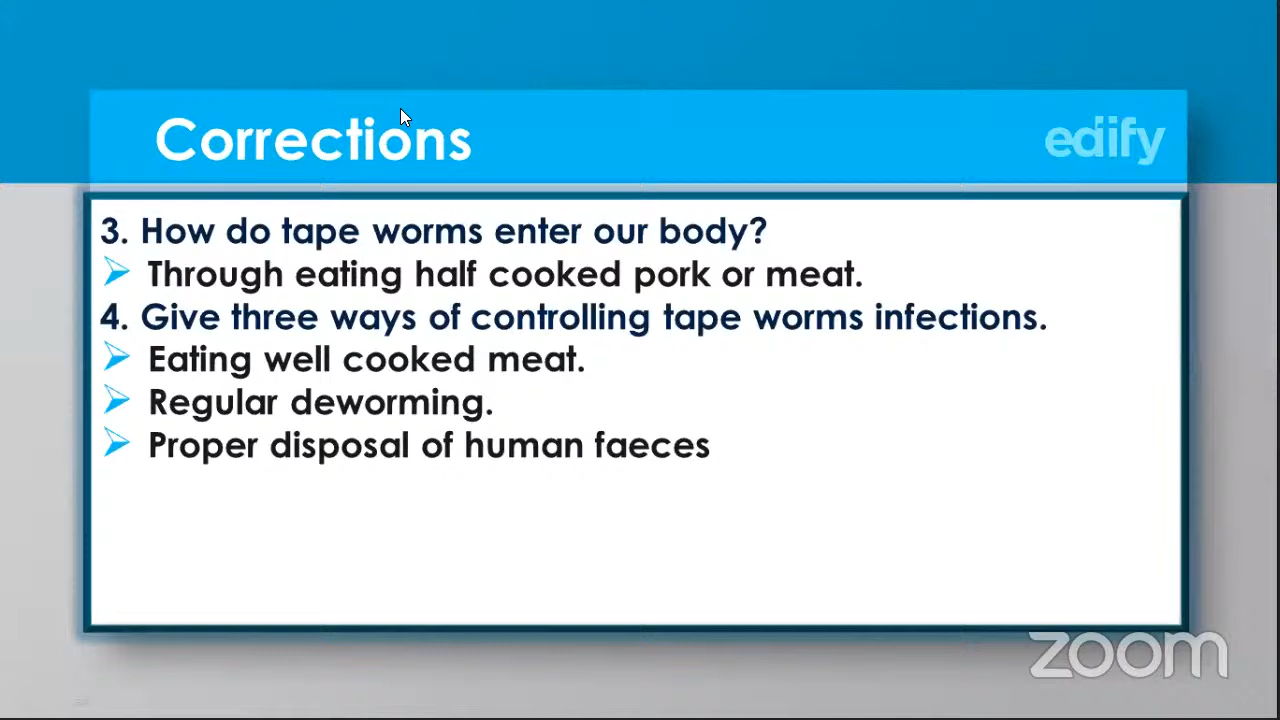 Corrections
edify
3. How do tape worms enter our body?
Through eating half cooked pork or meat.
4. Give three ways of controlling tape worms infections.
Eating well cooked meat.
Regular deworming.
Proper disposal of human faeces
zoom